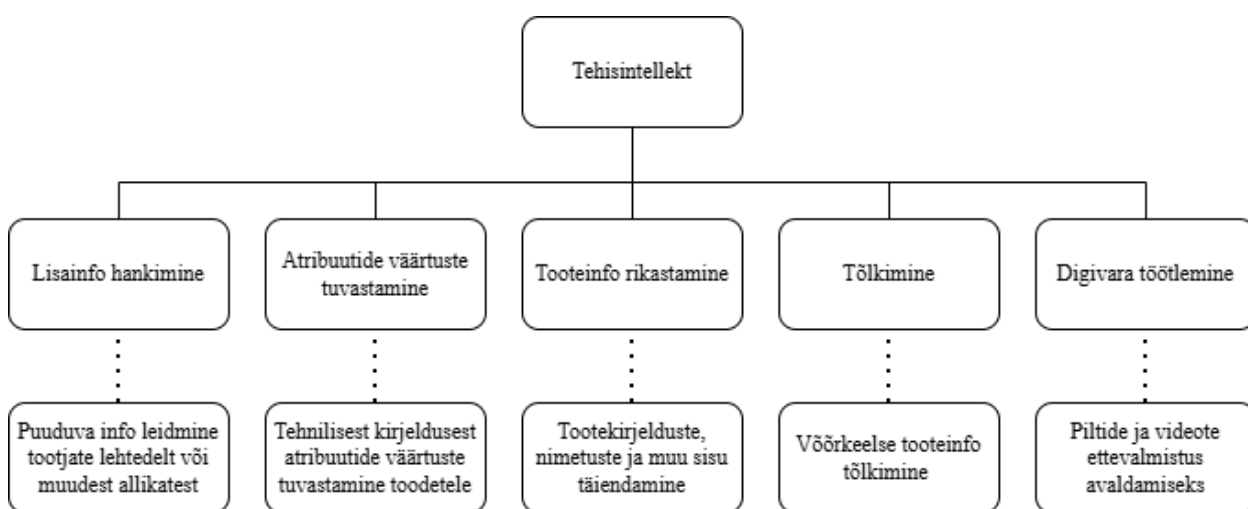 Tehisintellekt
Lisainfo hankimine
Atribuutide väärtuste
tuvastamine
Tooteinfo rikastamine
Tõlkimine
Digivara töötlemine
Puuduva info leidmine
tootjate lehtedelt või
muudest allikatest
Tehnilisest kirjeldusest
atribuutide väärtuste
tuvastamine toodetele
Tootekirjelduste,
nimetuste ja muu sisu
täiendamine
Võõrkeelse tooteinfo
tõlkimine
Piltide ja videote
ettevalmistus
avaldamiseks